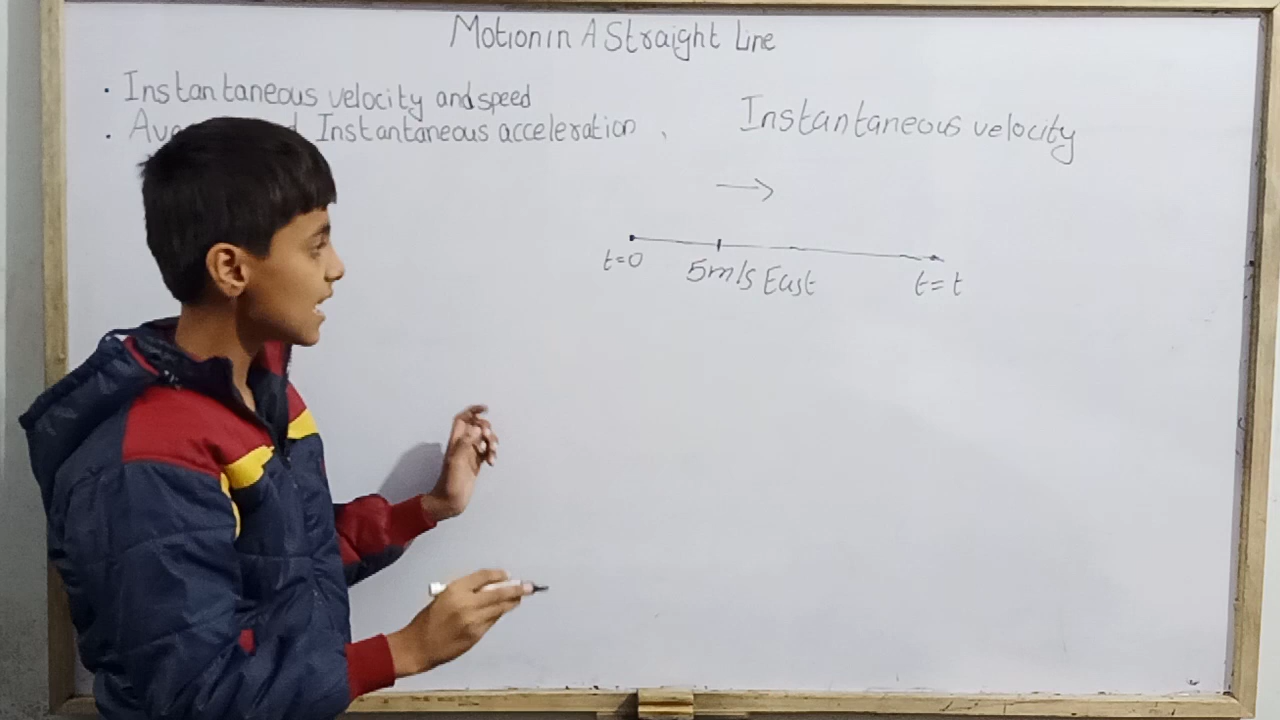 Motion in A Straight Line
· Instantaneous velocity and speed
· Instantaneous acceleration
Instantaneous velocity
t=0
5m/s East
t=t